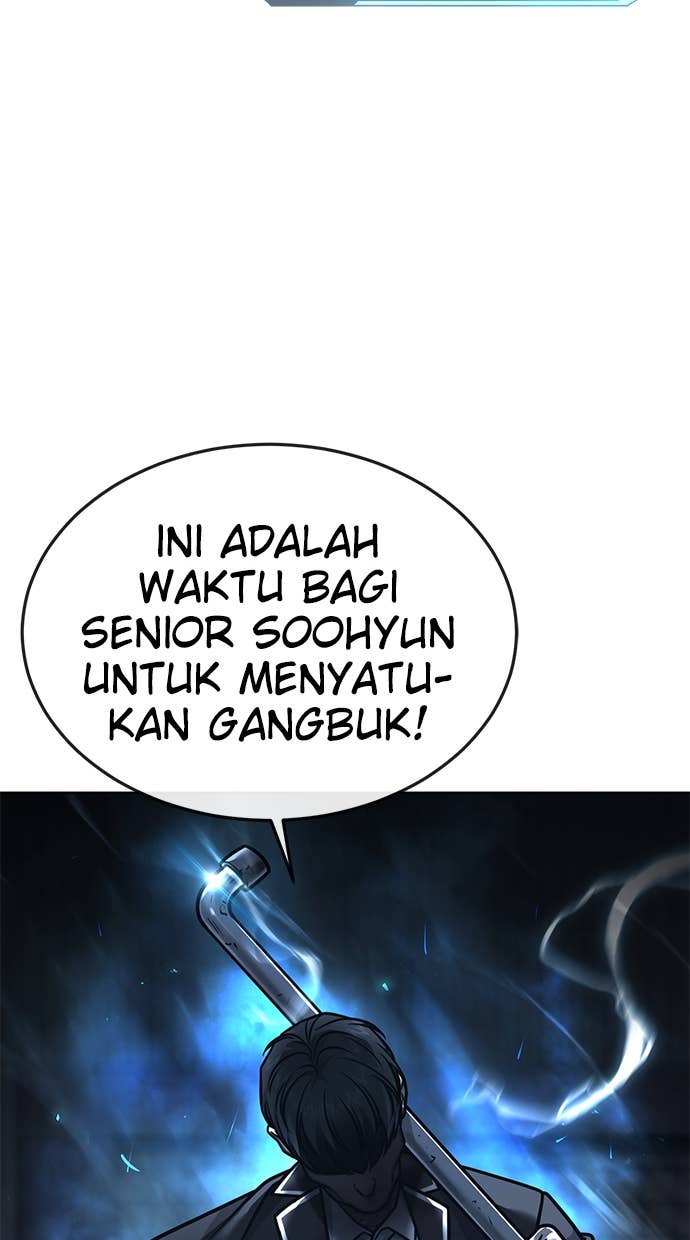 INI ADALAH
WAKTU BAGI
SENIOR SOOHYUN
UNTUK MENYATU-
KAN GANGBUK!